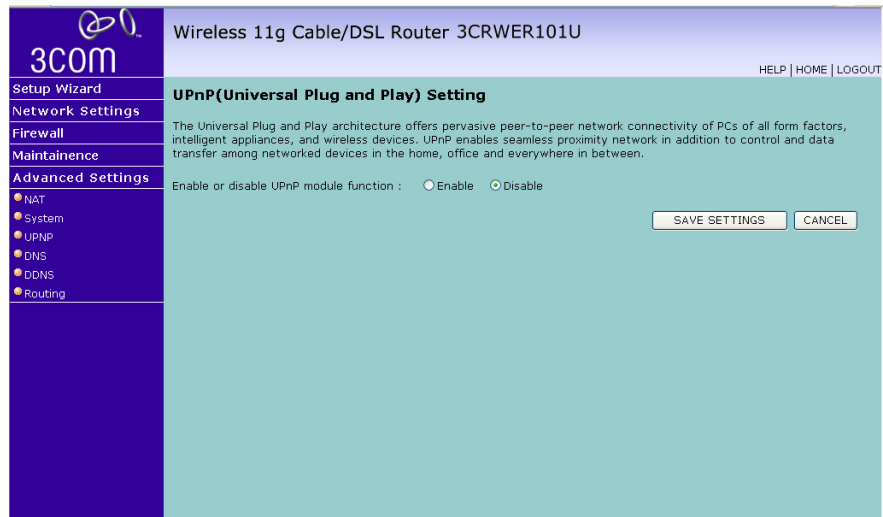 3COM
Wireless 11g Cable/DSL Router 3CRWER101U
HELP | HOME | LOGOUT
Setup Wizard
Network Settings
Firewall
Maintainence
Advanced Settings
NAT
System
UPNP
DNS
DDNS
Routing
UPnP(Universal Plug and Play) Setting
The Universal Plug and Play architecture offers pervasive peer-to-peer network connectivity of PCs of all form factors,
intelligent appliances, and wireless devices. UPnP enables seamless proximity network in addition to control and data
transfer among networked devices in the home, office and everywhere in between.
Enable or disable UPnP module function : Enable Disable
SAVE SETTINGS CANCEL